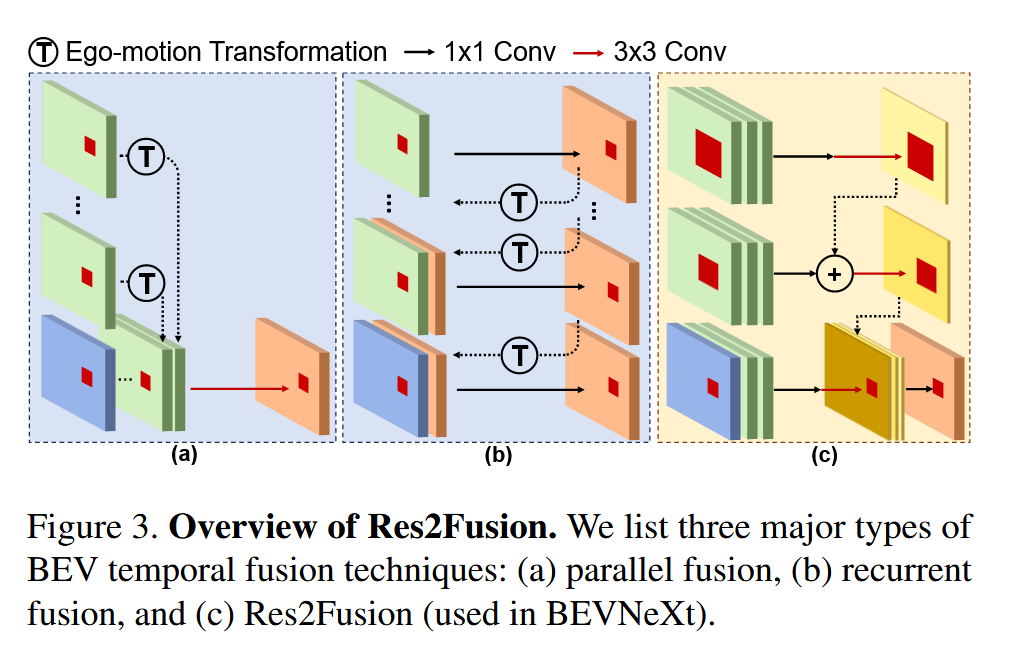 T Ego-motion Transformation 1x1 Conv 3x3 Conv
T
T
T
T
T
+
(a) (b) (c)
Figure 3. Overview of Res2Fusion. We list three major types of
BEV temporal fusion techniques: (a) parallel fusion, (b) recurrent
fusion, and (c) Res2Fusion (used in BEVNeXt).